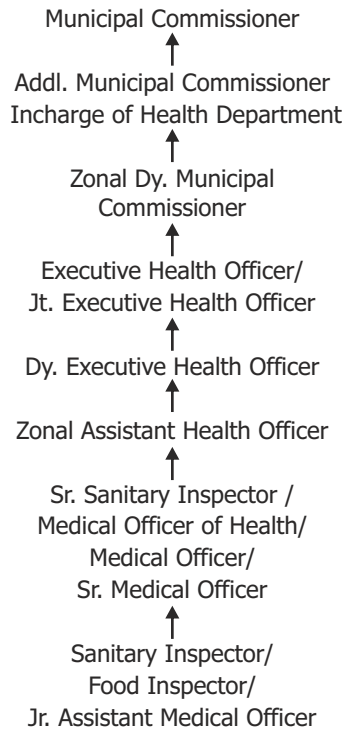 Municipal Commissioner
Addl. Municipal Commissioner
Incharge of Health Department
Zonal Dy. Municipal
Commissioner
Executive Health Officer/
Jt. Executive Health Officer
Dy. Executive Health Officer
Zonal Assistant Health Officer
Sr. Sanitary Inspector /
Medical Officer of Health/
Medical Officer/
Sr. Medical Officer
Sanitary Inspector/
Food Inspector/
Jr. Assistant Medical Officer